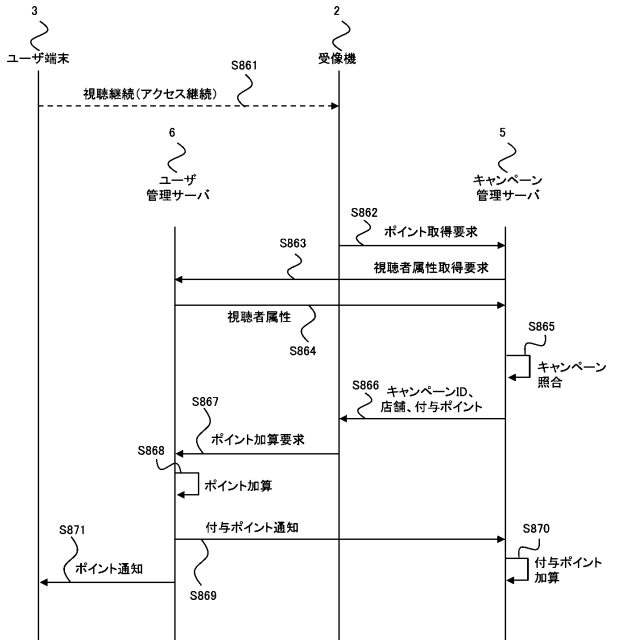 3
ユーザ端末
2
受像機
S861
視聴継続(アクセス継続)
6
ユーザ
管理サーバ
5
キャンペーン
管理サーバ
S862
ポイント取得要求
S863
視聴者属性取得要求
視聴者属性
S864
S865
キャンペーン
照合
S866
キャンペーンID、
店舗、付与ポイント
S867
ポイント加算要求
S868
ポイント加算
付与ポイント通知
S869
S870
付与ポイント
加算
S871
ポイント通知